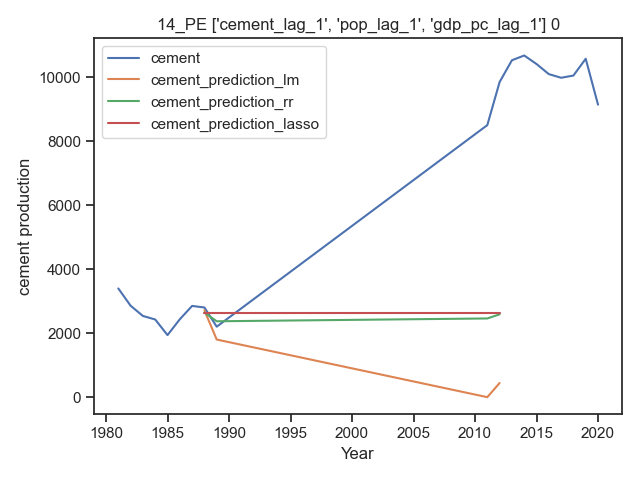 14_PE ['cement_lag_1', 'pop_lag_1', 'gdp_pc_lag_1'] 0
cement
cement_prediction_lm
cement_prediction_rr
cement_prediction_lasso
cement production
10000
8000
6000
4000
2000
0
1980 1985 1990 1995 2000 2005 2010 2015 2020
Year